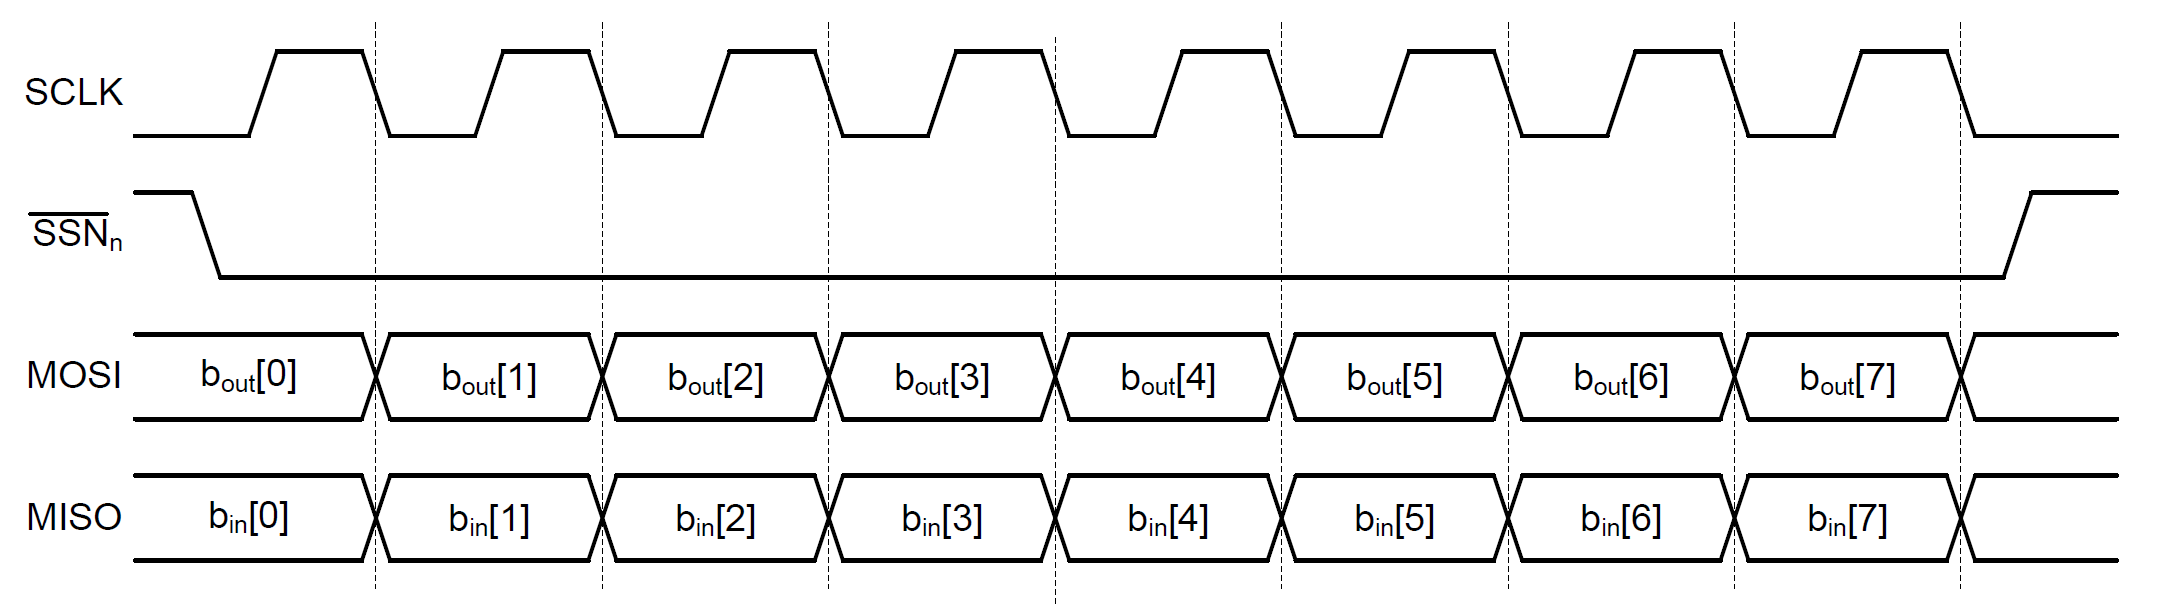 SCLK
SSNn
MOSI bout[0] bout[1] bout[2] bout[3] bout[4] bout[5] bout[6] bout[7]
MISO bin[0] bin[1] bin[2] bin[3] bin[4] bin[5] bin[6] bin[7]